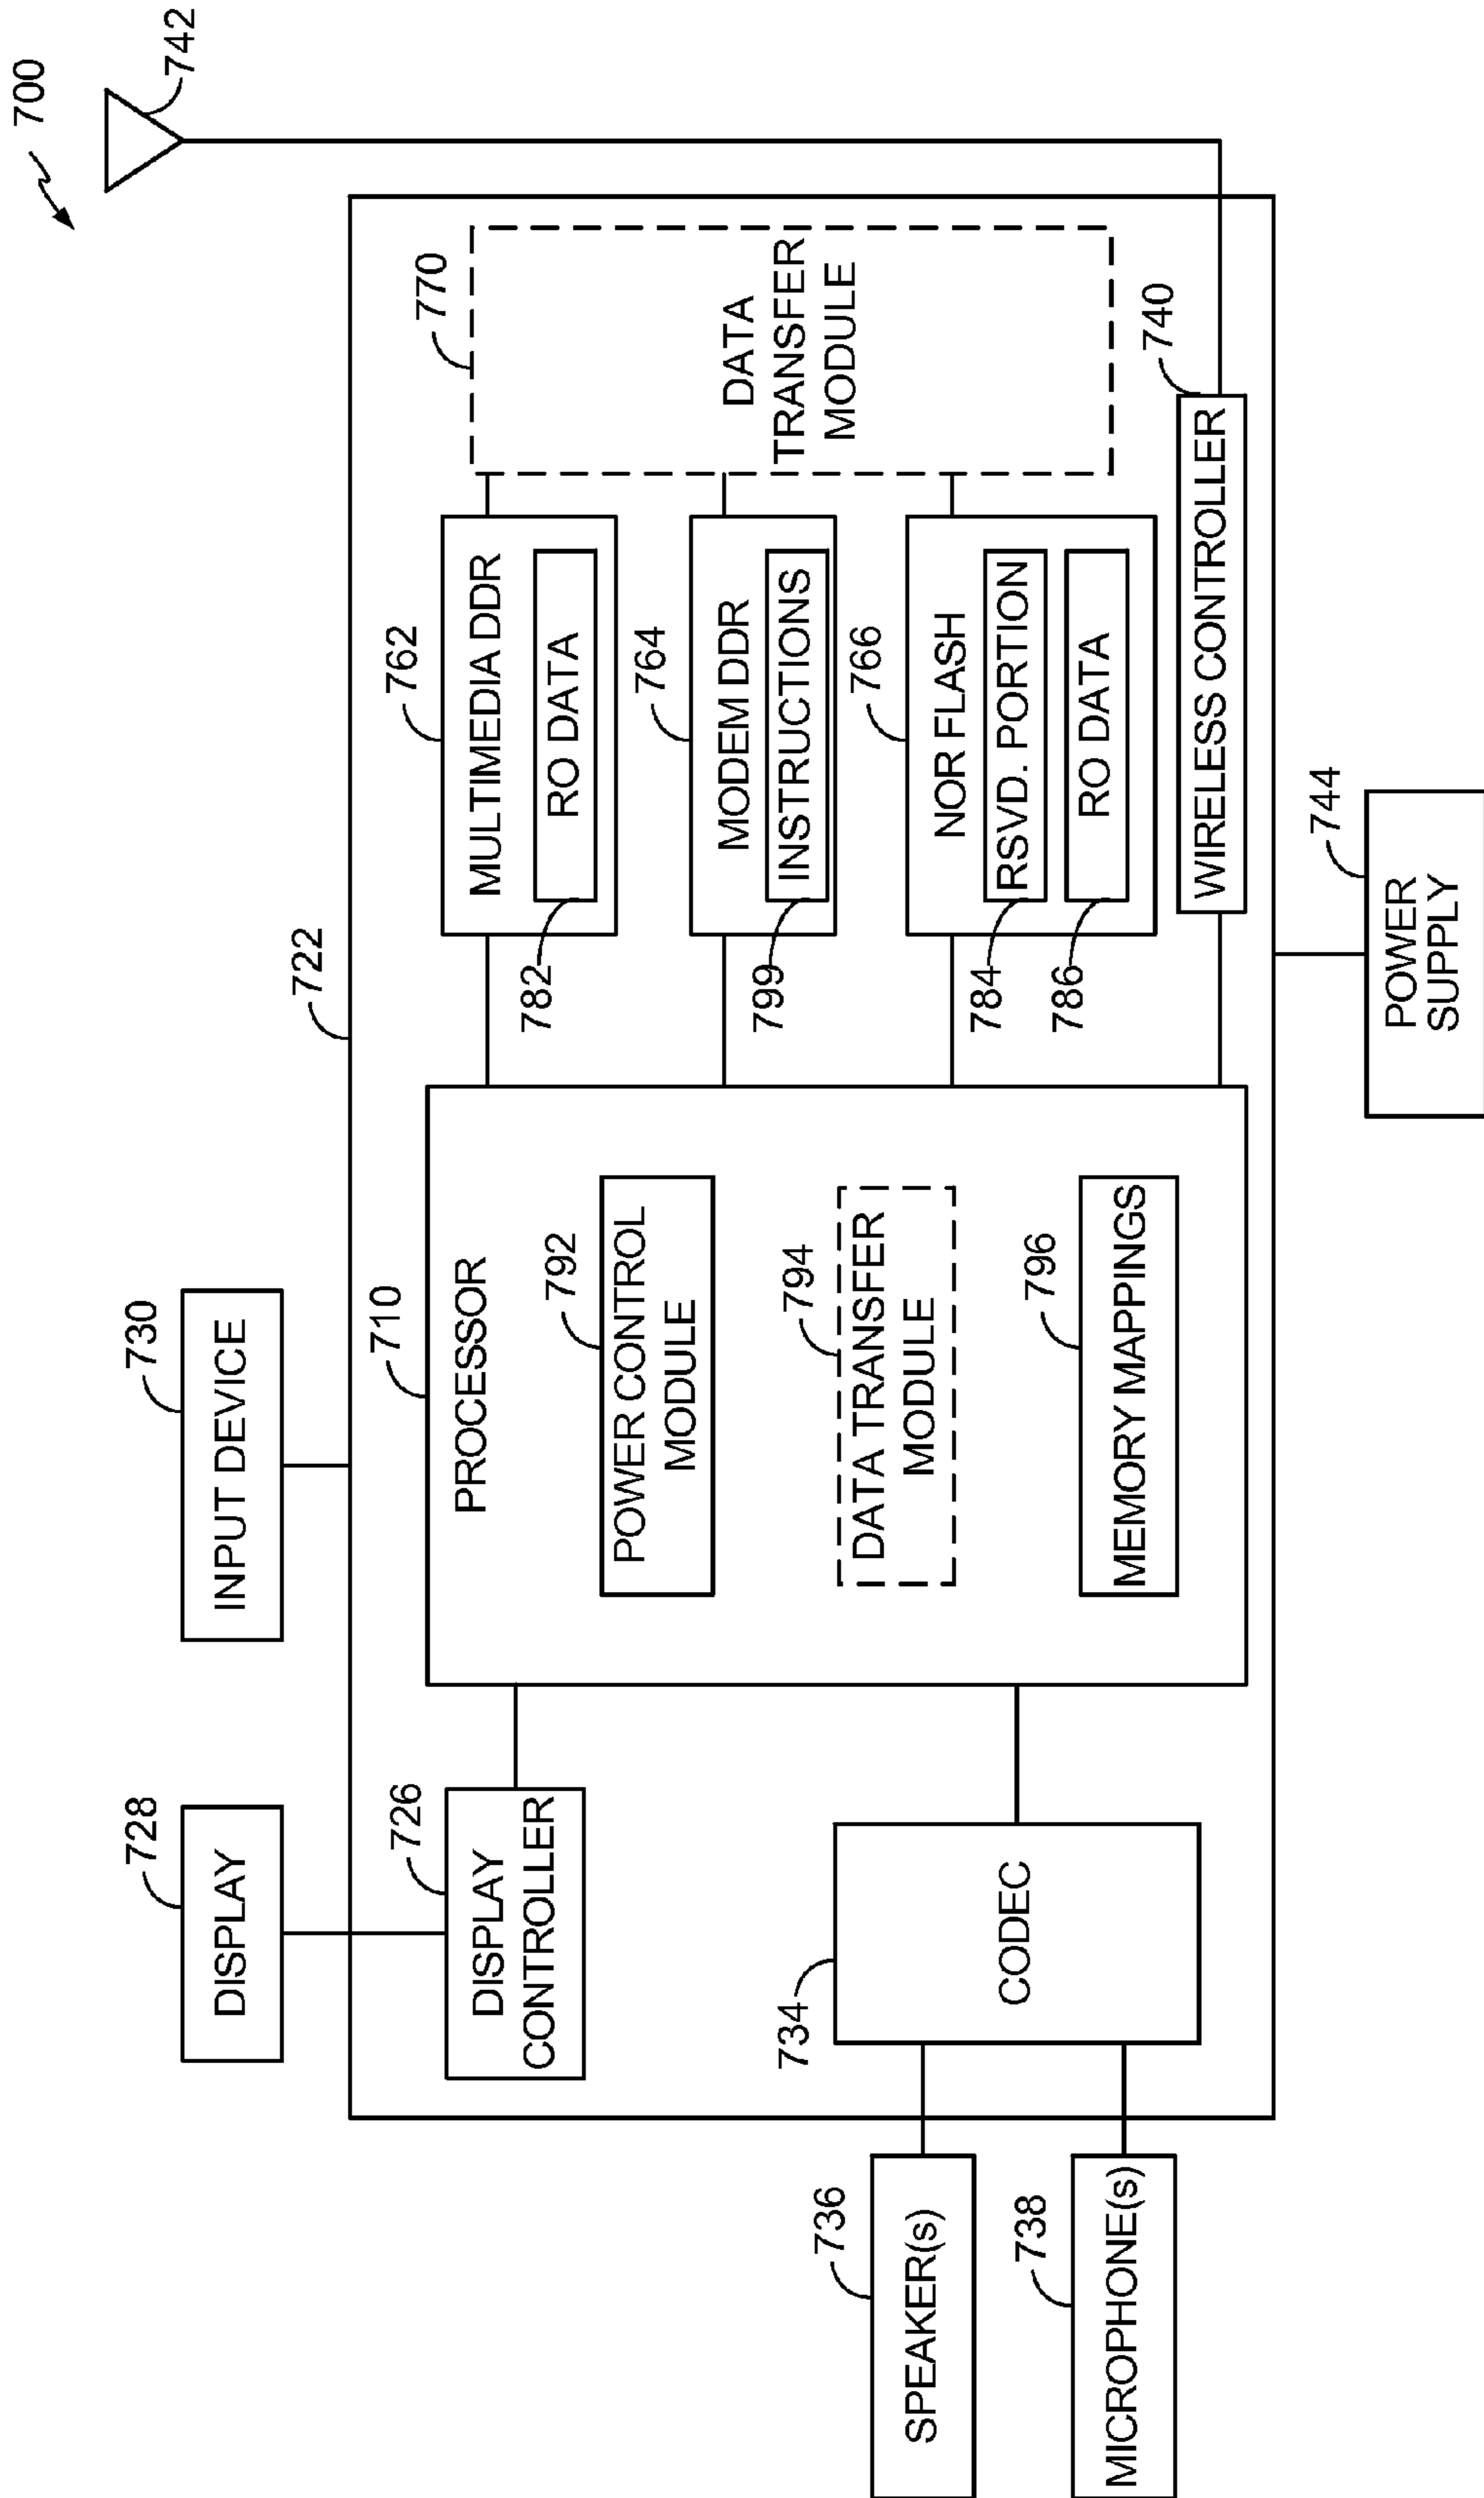 700
742
728
DISPLAY
730
INPUT DEVICE
722
726
DISPLAY
CONTROLLER
710
PROCESSOR
792
POWER CONTROL
MODULE
794
DATA TRANSFER
MODULE
796
MEMORY MAPPINGS
762
MULTIMEDIA DDR
RO DATA
782
764
MODEM DDR
INSTRUCTIONS
799
766
NOR FLASH
RSVD. PORTION
784
RO DATA
786
770
DATA
TRANSFER
MODULE
740
WIRELESS CONTROLLER
734
CODEC
736
SPEAKER(s)
738
MICROPHONE(s)
744
POWER
SUPPLY